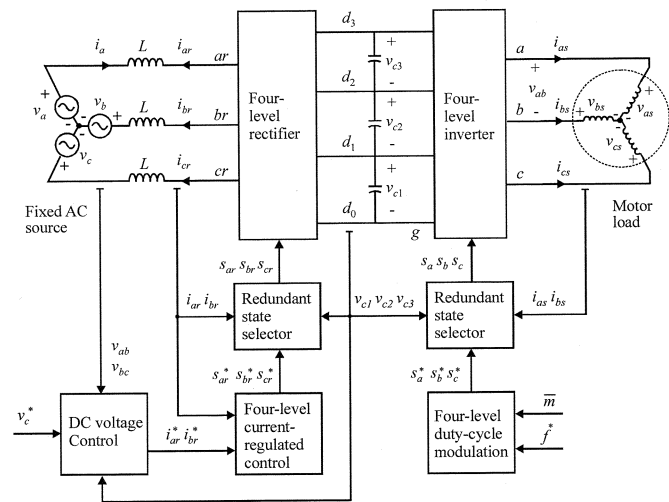 i_a L i_ar ar
v_a
v_b i_br br
v_c
L i_cr cr
Fixed AC
source
Four-
level
rectifier
d_3
d_2
d_1
d_0
v_c3
v_c2
v_c1
g
Four-
level
inverter
a i_as
v_ab
b i_bs v_bs
v_as
v_cs
c i_cs
Motor
load
s_ar s_br s_cr
s_a s_b s_c
i_ar i_br
Redundant
state
selector
v_c1 v_c2 v_c3
Redundant
state
selector
i_as i_bs
v_ab
v_bc
s_ar^* s_br^* s_cr^*
s_a^* s_b^* s_c^*
v_c^*
DC voltage
Control
i_ar^* i_br^*
Four-level
current-
regulated
control
Four-level
duty-cycle
modulation
m̅
f^*